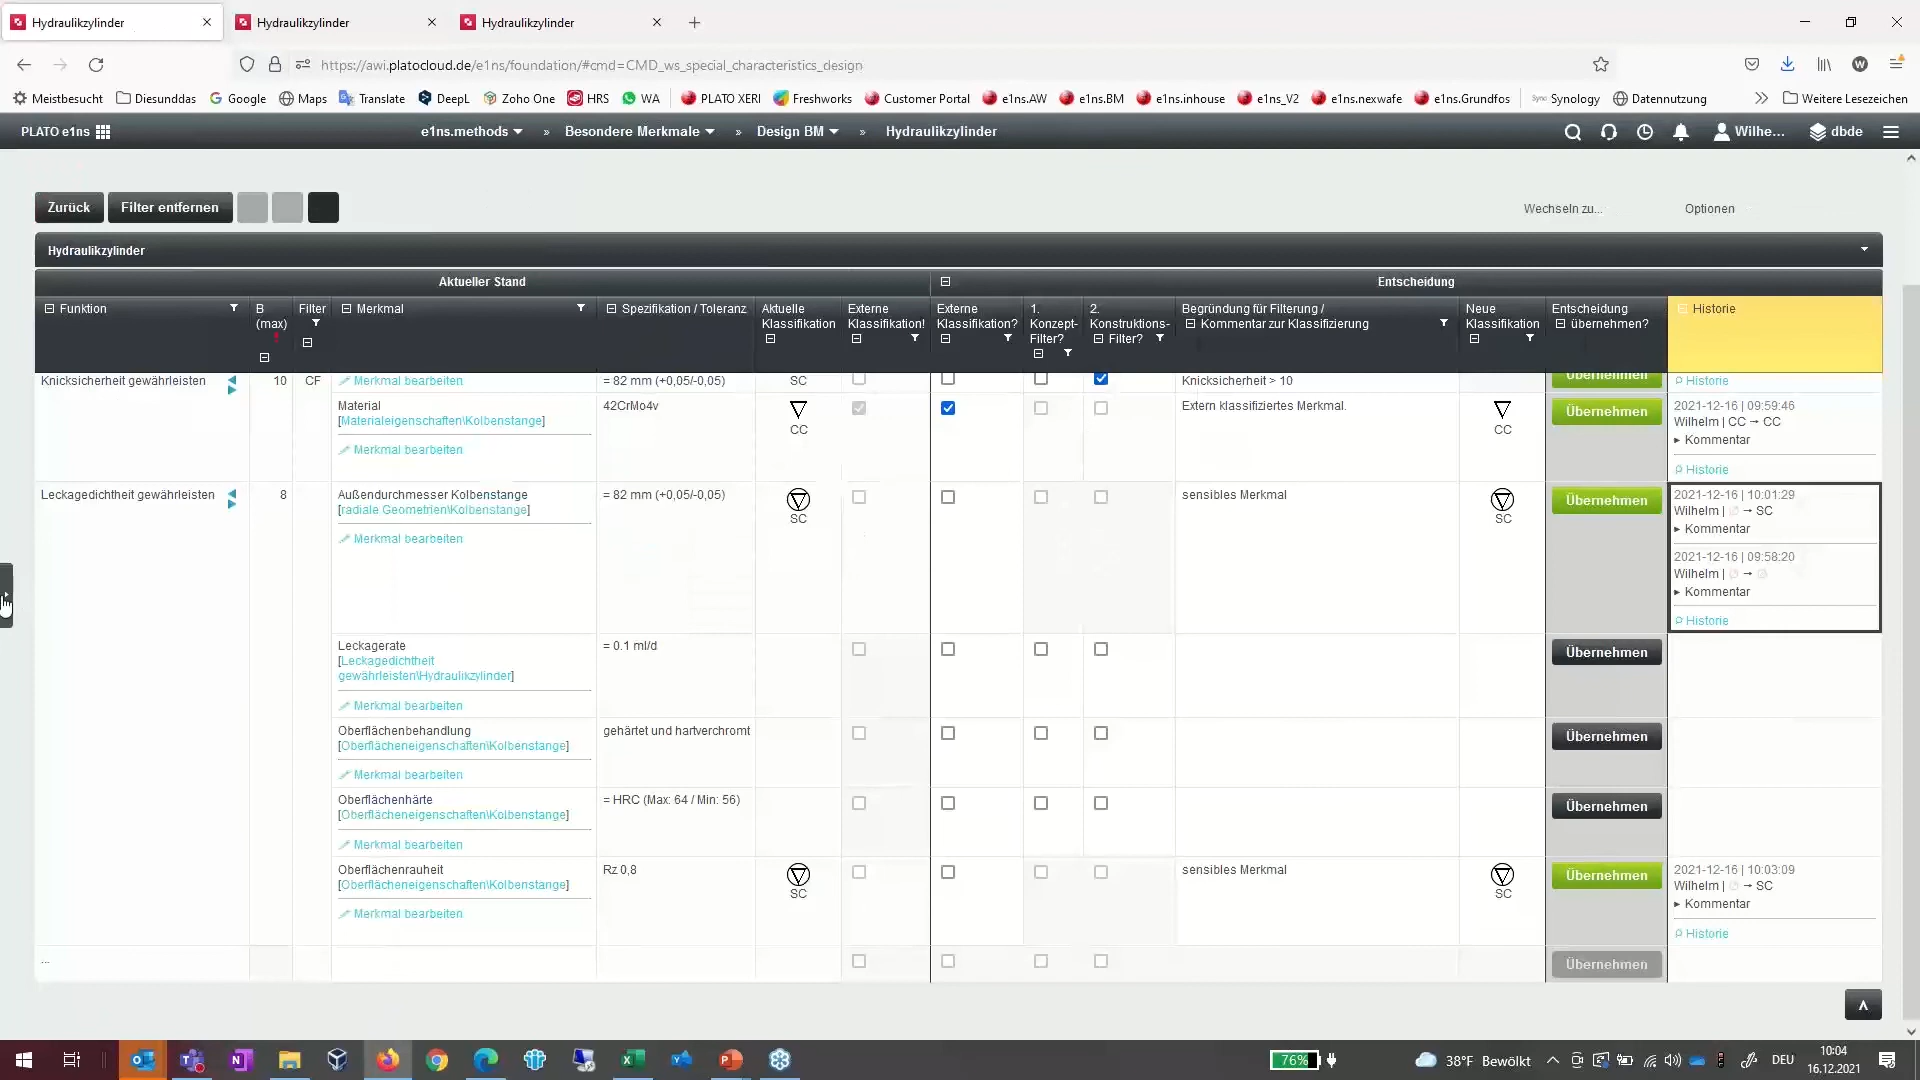 Hydraulikzylinder
Hydraulikzylinder
Hydraulikzylinder
https://awi.platocloud.de/e1ns/foundation/#cmd=CMD_ws_special_characteristics_design
Meistbesucht Diesunddas Google Maps Translate DeepL Zoho One HRS WA PLATO XERI Freshworks Customer Portal e1ns.AW e1ns.BM e1ns.inhouse e1ns_V2 e1ns.nexwafe e1ns.Grundfos Synology Datennutzung Weitere Lesezeichen
PLATO e1ns e1ns.methods » Besondere Merkmale » Design BM » Hydraulikzylinder Wilhe... dbde
Zurück Filter entfernen Wechseln zu... Optionen
Hydraulikzylinder
Aktueller Stand Entscheidung
Funktion
B (max)
Filter
Merkmal
Spezifikation / Toleranz
Aktuelle Klassifikation
Externe Klassifikation!
Externe Klassifikation?
1. Konzept-Filter?
2. Konstruktions-Filter?
Begründung für Filterung / Kommentar zur Klassifizierung
Neue Klassifikation
Entscheidung übernehmen?
Historie
Knicksicherheit gewährleisten 10 CF Merkmal bearbeiten = 82 mm (+0,05/-0,05) SC Knicksicherheit > 10 Übernehmen Historie
Material 42CrMo4v CC Extern klassifiziertes Merkmal. CC Übernehmen 2021-12-16 | 09:59:46
[Materialeigenschaften\Kolbenstange] Wilhelm | CC → CC
Kommentar
Merkmal bearbeiten
Historie
Leckagedichtheit gewährleisten 8 Außendurchmesser Kolbenstange = 82 mm (+0,05/-0,05) SC sensibles Merkmal SC Übernehmen 2021-12-16 | 10:01:29
[radiale Geometrien\Kolbenstange] Wilhelm | → SC
Kommentar
Merkmal bearbeiten
2021-12-16 | 09:58:20
Wilhelm | →
Kommentar
Historie
Leckagerate = 0.1 ml/d Übernehmen
[Leckagedichtheit
gewährleisten\Hydraulikzylinder]
Merkmal bearbeiten
Oberflächenbehandlung gehärtet und hartverchromt Übernehmen
[Oberflächeneigenschaften\Kolbenstange]
Merkmal bearbeiten
Oberflächenhärte = HRC (Max: 64 / Min: 56) Übernehmen
[Oberflächeneigenschaften\Kolbenstange]
Merkmal bearbeiten
Oberflächenrauheit Rz 0,8 SC sensibles Merkmal SC Übernehmen 2021-12-16 | 10:03:09
[Oberflächeneigenschaften\Kolbenstange] Wilhelm | → SC
Kommentar
Merkmal bearbeiten
Historie
... Übernehmen
76% 38°F Bewölkt DEU 10:04
16.12.2021